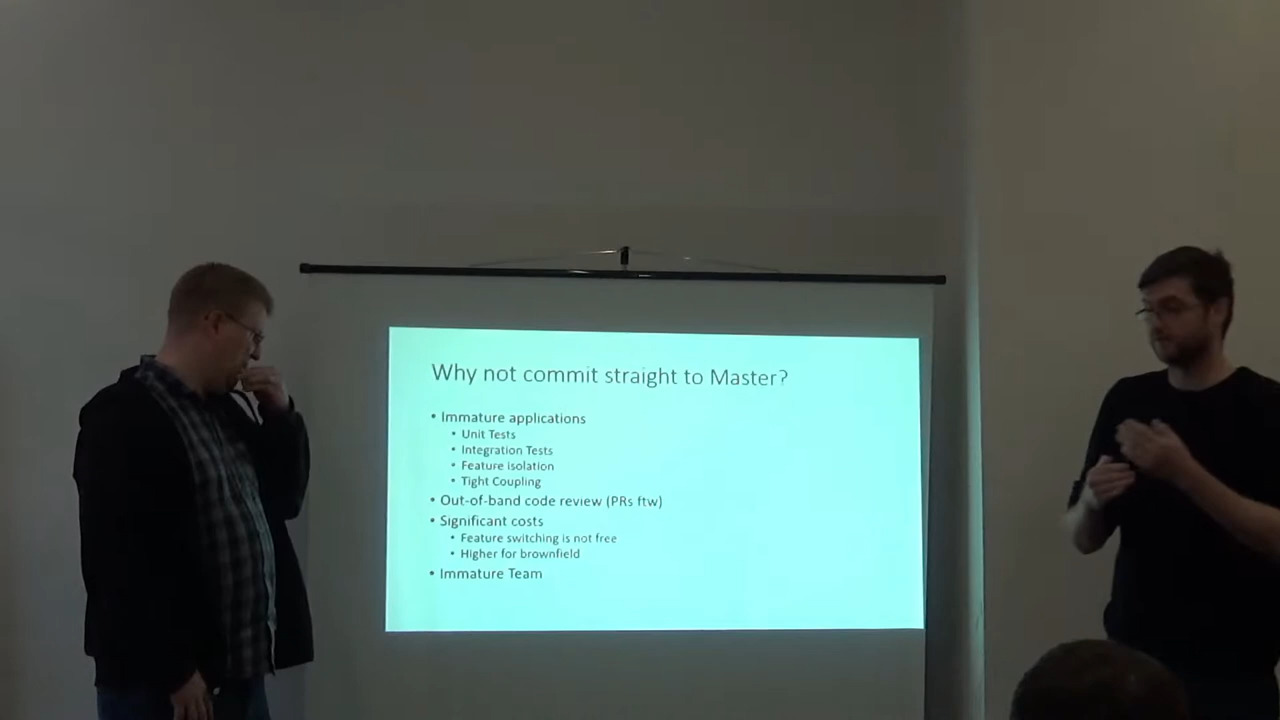 Why not commit straight to Master?
• Immature applications
• Unit Tests
• Integration Tests
• Feature isolation
• Tight Coupling
• Out-of-band code review (PRs ftw)
• Significant costs
• Feature switching is not free
• Higher for brownfield
• Immature Team